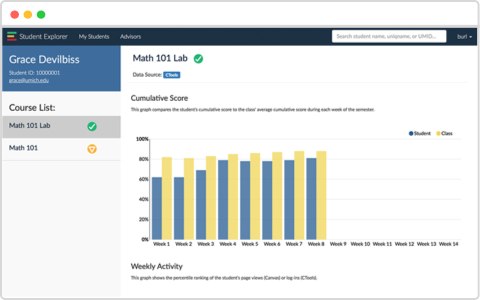 Student Explorer
My Students
Advisors
Search student name, uniqname, or UMID...
burl
Grace Devilbiss
Student ID: 10000001
grace@umich.edu
Course List:
Math 101 Lab
Math 101
Math 101 Lab
Data Source: CTools
Cumulative Score
This graph compares the student's cumulative score to the class' average cumulative score during each week of the semester.
Student
Class
100%
80%
60%
40%
20%
0%
Week 1 Week 2 Week 3 Week 4 Week 5 Week 6 Week 7 Week 8 Week 9 Week 10 Week 11 Week 12 Week 13 Week 14
Weekly Activity
This graph shows the percentile ranking of the student's page views (Canvas) or log-ins (CTools).